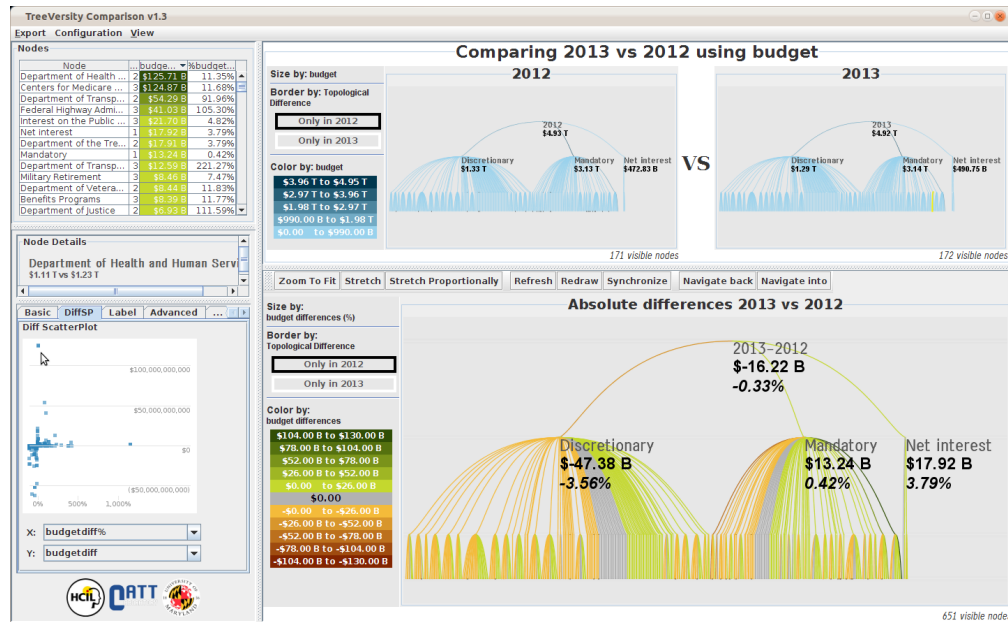 TreeVersity Comparison v1.3
Export Configuration View
Nodes
Node ... budge... %budget...
Department of Health ... 2 $125.71 B 11.35%
Centers for Medicare ... 3 $124.87 B 11.68%
Department of Transp... 2 $54.29 B 91.96%
Federal Highway Admi... 3 $41.03 B 105.30%
Interest on the Public ... 3 $21.70 B 4.82%
Net interest 1 $17.92 B 3.79%
Department of the Tre... 2 $17.91 B 3.79%
Mandatory 1 $13.24 B 0.42%
Department of Transp... 3 $12.59 B 221.27%
Military Retirement 3 $8.46 B 7.47%
Department of Vetera... 2 $8.44 B 11.83%
Benefits Programs 3 $8.39 B 11.77%
Department of Justice 2 $6.93 B 111.59%
Node Details
Department of Health and Human Servi
$1.11 T vs $1.23 T
Basic DiffSP Label Advanced ...
Diff ScatterPlot
$100,000,000,000
$50,000,000,000
$0
($50,000,000,000)
0% 500% 1,000%
X: budgetdiff%
Y: budgetdiff
HCIL CATT UNIVERSITY OF MARYLAND
Comparing 2013 vs 2012 using budget
Size by: budget
Border by: Topological
Difference
Only in 2012
Only in 2013
Color by: budget
$3.96 T to $4.95 T
$2.97 T to $3.96 T
$1.98 T to $2.97 T
$990.00 B to $1.98 T
$0.00 to $990.00 B
2012
2012
$4.93 T
Discretionary
$1.33 T
Mandatory
$3.13 T
Net interest
$472.83 B
171 visible nodes
VS
2013
2013
$4.92 T
Discretionary
$1.29 T
Mandatory
$3.14 T
Net interest
$490.75 B
172 visible nodes
Zoom To Fit Stretch Stretch Proportionally Refresh Redraw Synchronize Navigate back Navigate into
Size by:
budget differences (%)
Border by:
Topological Difference
Only in 2012
Only in 2013
Color by:
budget differences
$104.00 B to $130.00 B
$78.00 B to $104.00 B
$52.00 B to $78.00 B
$26.00 B to $52.00 B
$0.00 to $26.00 B
$0.00
-$0.00 to -$26.00 B
-$26.00 B to -$52.00 B
-$52.00 B to -$78.00 B
-$78.00 B to -$104.00 B
-$104.00 B to -$130.00 B
Absolute differences 2013 vs 2012
2013-2012
$-16.22 B
-0.33%
Discretionary
$-47.38 B
-3.56%
Mandatory
$13.24 B
0.42%
Net interest
$17.92 B
3.79%
651 visible node